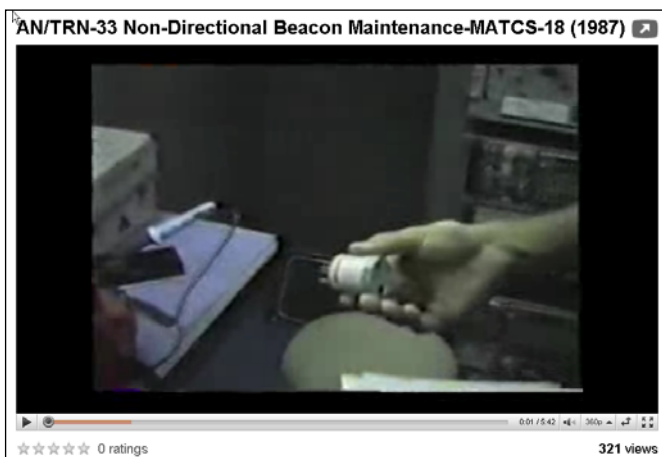 AN/TRN-33 Non-Directional Beacon Maintenance-MATCS-18 (1987)
0:01 / 5:42 360p
0 ratings 321 views